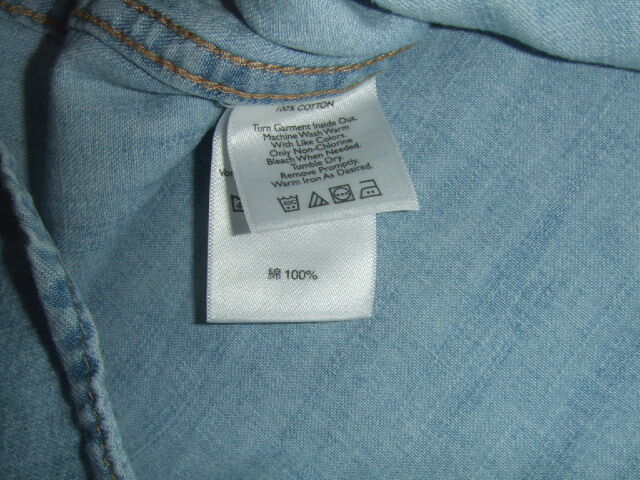 100% COTTON
Turn Garment Inside Out.
Machine Wash Warm
With Like Colors.
Only Non-Chlorine
Bleach When Needed.
Tumble Dry.
Remove Promptly.
Warm Iron As Desired.
40C
綿 100%